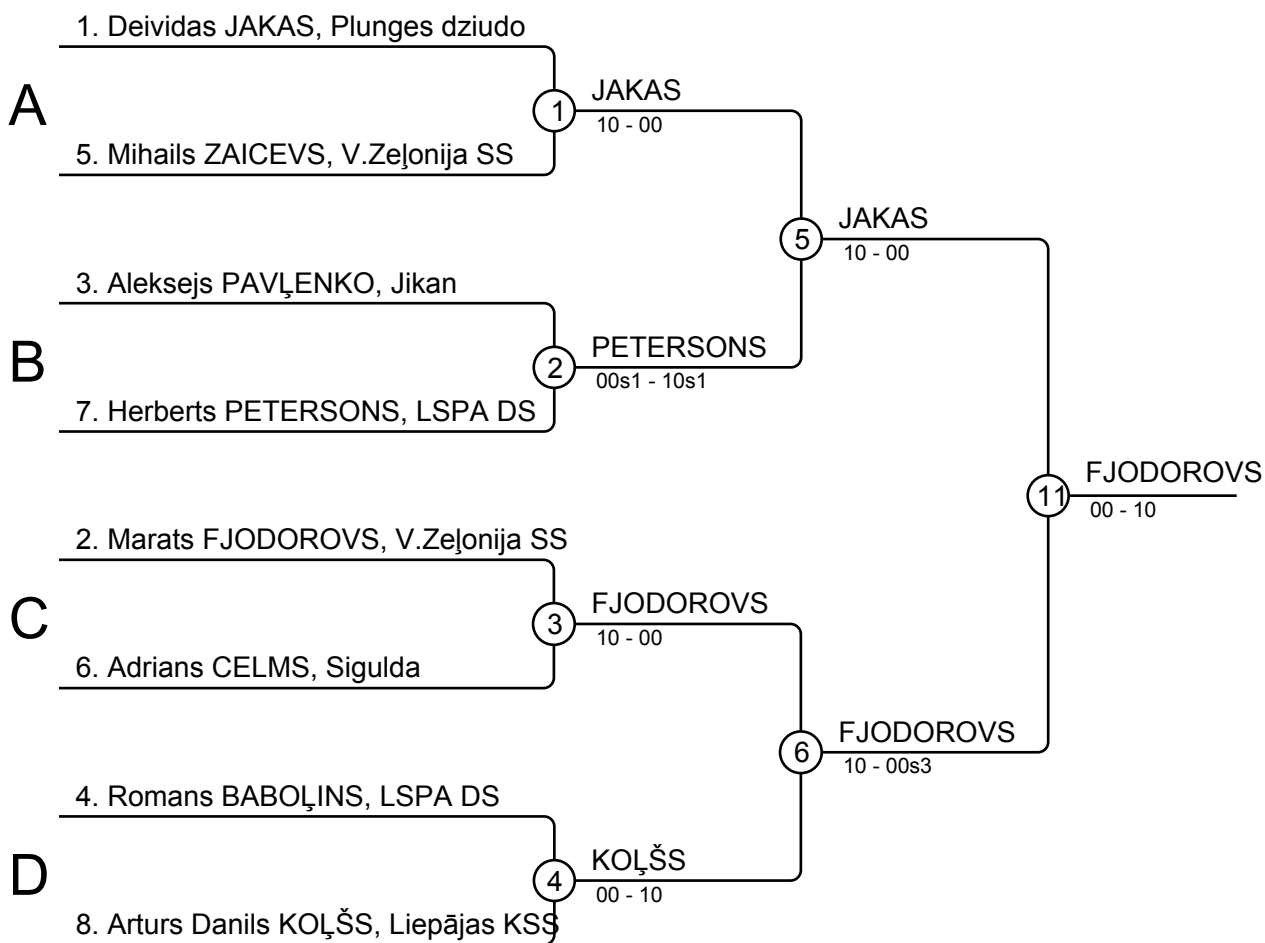 1. Deividas JAKAS, Plunges dziudo
A
1
JAKAS
10 - 00
5. Mihails ZAICEVS, V.Zeļonija SS
5
JAKAS
10 - 00
3. Aleksejs PAVĻENKO, Jikan
B
2
PETERSONS
00s1 - 10s1
7. Herberts PETERSONS, LSPA DS
11
FJODOROVS
00 - 10
2. Marats FJODOROVS, V.Zeļonija SS
C
3
FJODOROVS
10 - 00
6. Adrians CELMS, Sigulda
6
FJODOROVS
10 - 00s3
4. Romans BABOĻINS, LSPA DS
D
4
KOĻŠS
00 - 10
8. Arturs Danils KOĻŠS, Liepājas KSS